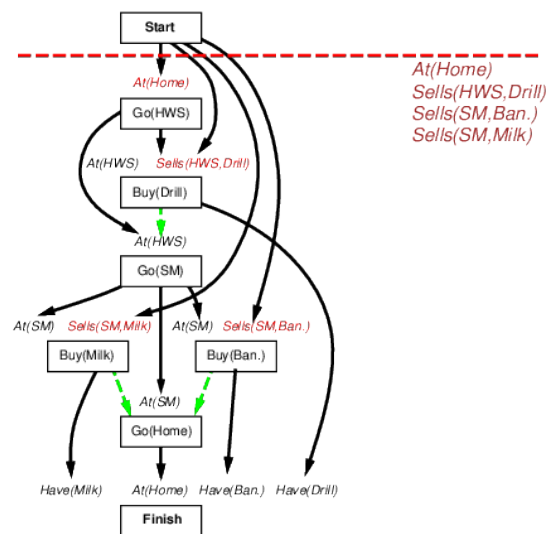 Start
At(Home)
Sells(HWS,Drill)
Sells(SM,Ban.)
Sells(SM,Milk)
At(Home)
Go(HWS)
At(HWS) Sells(HWS,Drill)
Buy(Drill)
At(HWS)
Go(SM)
At(SM) Sells(SM,Milk) At(SM) Sells(SM,Ban.)
Buy(Milk) Buy(Ban.)
At(SM)
Go(Home)
Have(Milk) At(Home) Have(Ban.) Have(Drill)
Finish